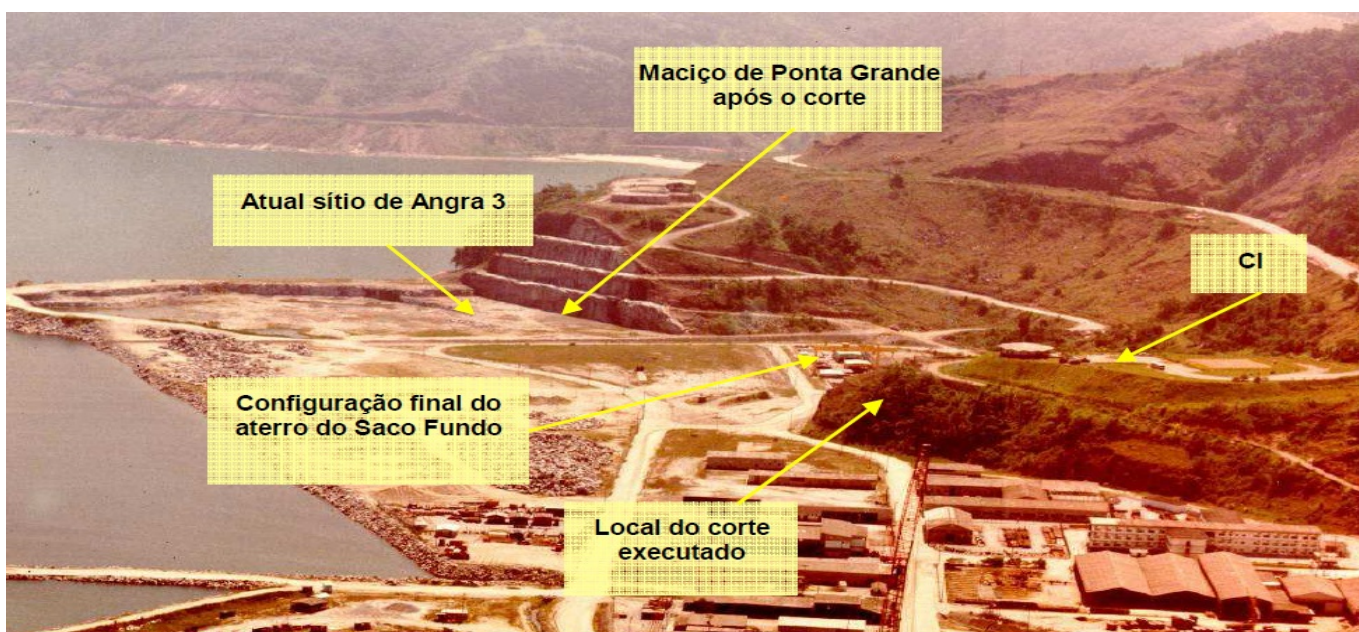 Maciço de Ponta Grande
após o corte
Atual sítio de Angra 3
CI
Configuração final do
aterro do Saco Fundo
Local do corte
executado